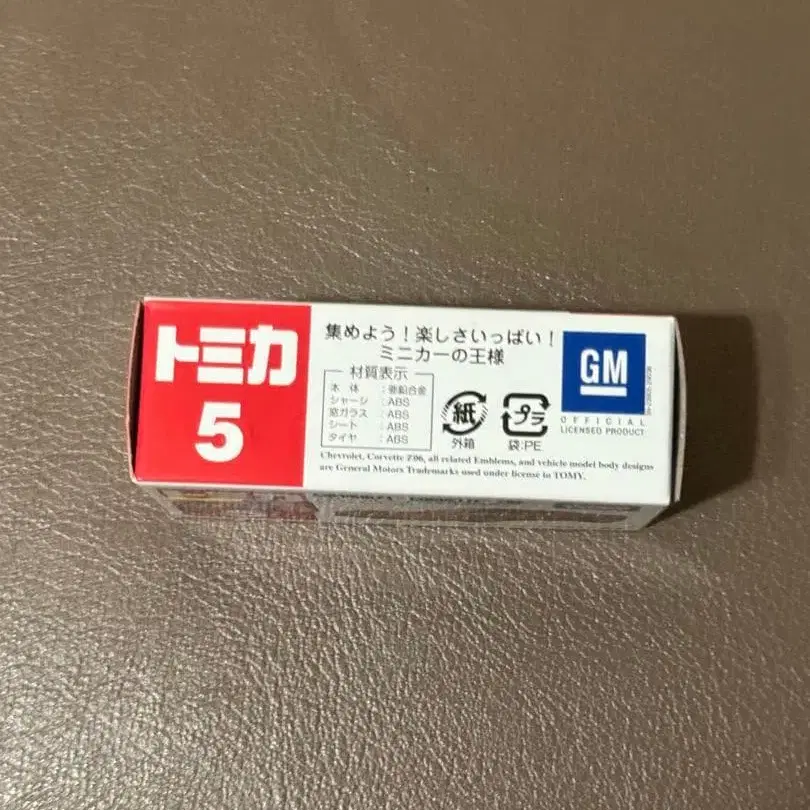 トミカ
5
集めよう！楽しさいっぱい！
ミニカーの王様
材質表示
本体：亜鉛合金
シャーシ：ABS
窓ガラス：ABS
シート：ABS
タイヤ：ABS
紙
外箱
プラ
袋:PE
GM
OFFICIAL
LICENSED PRODUCT
Chevrolet, Corvette Z06, all related Emblems, and vehicle model body designs
are General Motors Trademarks used under license to TOMY.